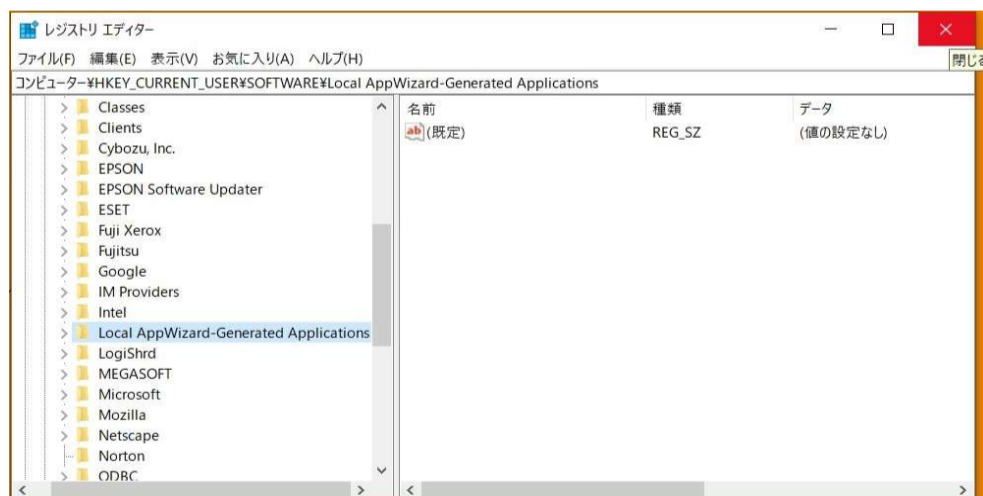 レジストリ エディター
ファイル(F) 編集(E) 表示(V) お気に入り(A) ヘルプ(H)
閉じる
コンピューター¥HKEY_CURRENT_USER¥SOFTWARE¥Local AppWizard-Generated Applications
Classes
Clients
Cybozu, Inc.
EPSON
EPSON Software Updater
ESET
Fuji Xerox
Fujitsu
Google
IM Providers
Intel
Local AppWizard-Generated Applications
LogiShrd
MEGASOFT
Microsoft
Mozilla
Netscape
Norton
ODBC
名前 種類 データ
ab (既定) REG_SZ (値の設定なし)